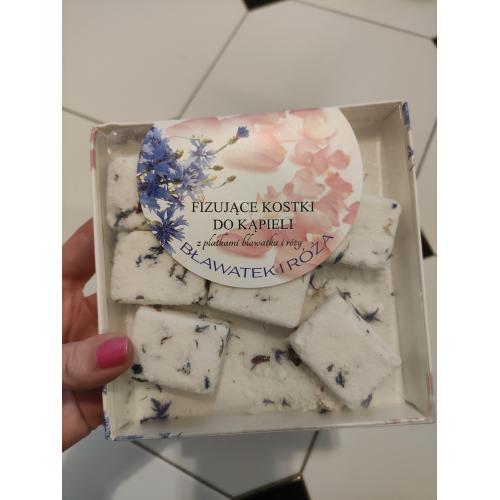 FIZUJĄCE KOSTKI
DO KĄPIELI
z płatkami bławatka i róży
BŁAWATEK I RÓŻA